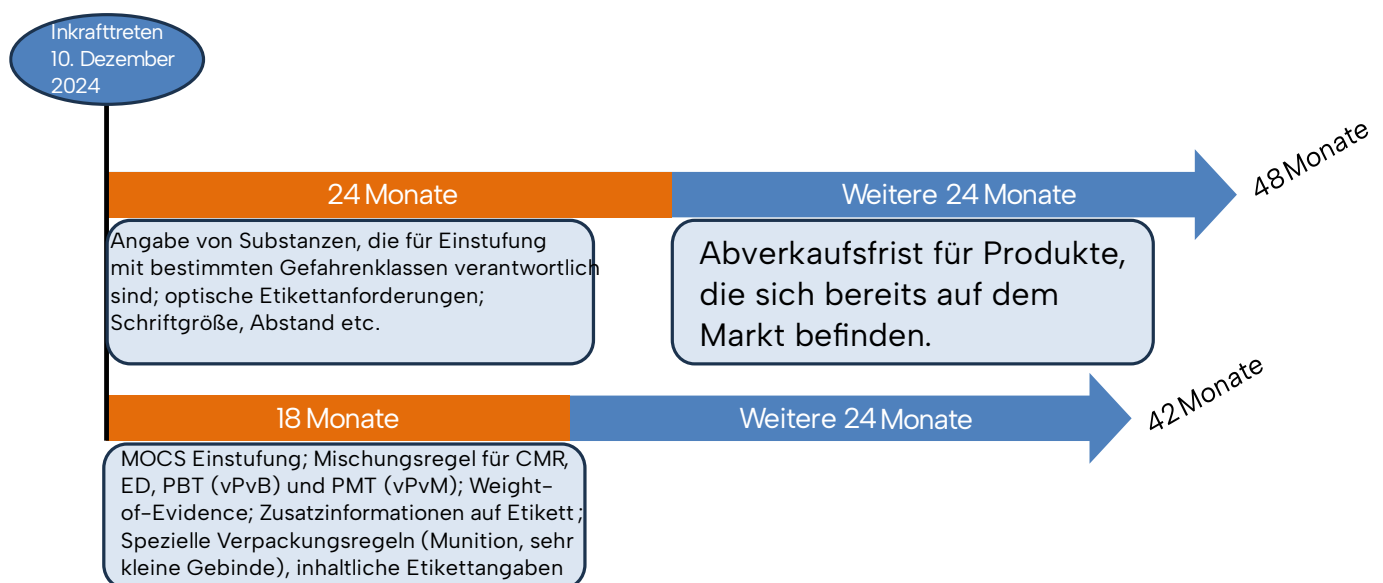 Inkrafttreten
10. Dezember
2024
24 Monate
Weitere 24 Monate
48 Monate
Angabe von Substanzen, die für Einstufung
mit bestimmten Gefahrenklassen verantwortlich
sind; optische Etikettanforderungen;
Schriftgröße, Abstand etc.
Abverkaufsfrist für Produkte,
die sich bereits auf dem
Markt befinden.
18 Monate
Weitere 24 Monate
42 Monate
MOCS Einstufung; Mischungsregel für CMR,
ED, PBT (vPvB) und PMT (vPvM); Weight-
of-Evidence; Zusatzinformationen auf Etikett;
Spezielle Verpackungsregeln (Munition, sehr
kleine Gebinde), inhaltliche Etikettangaben